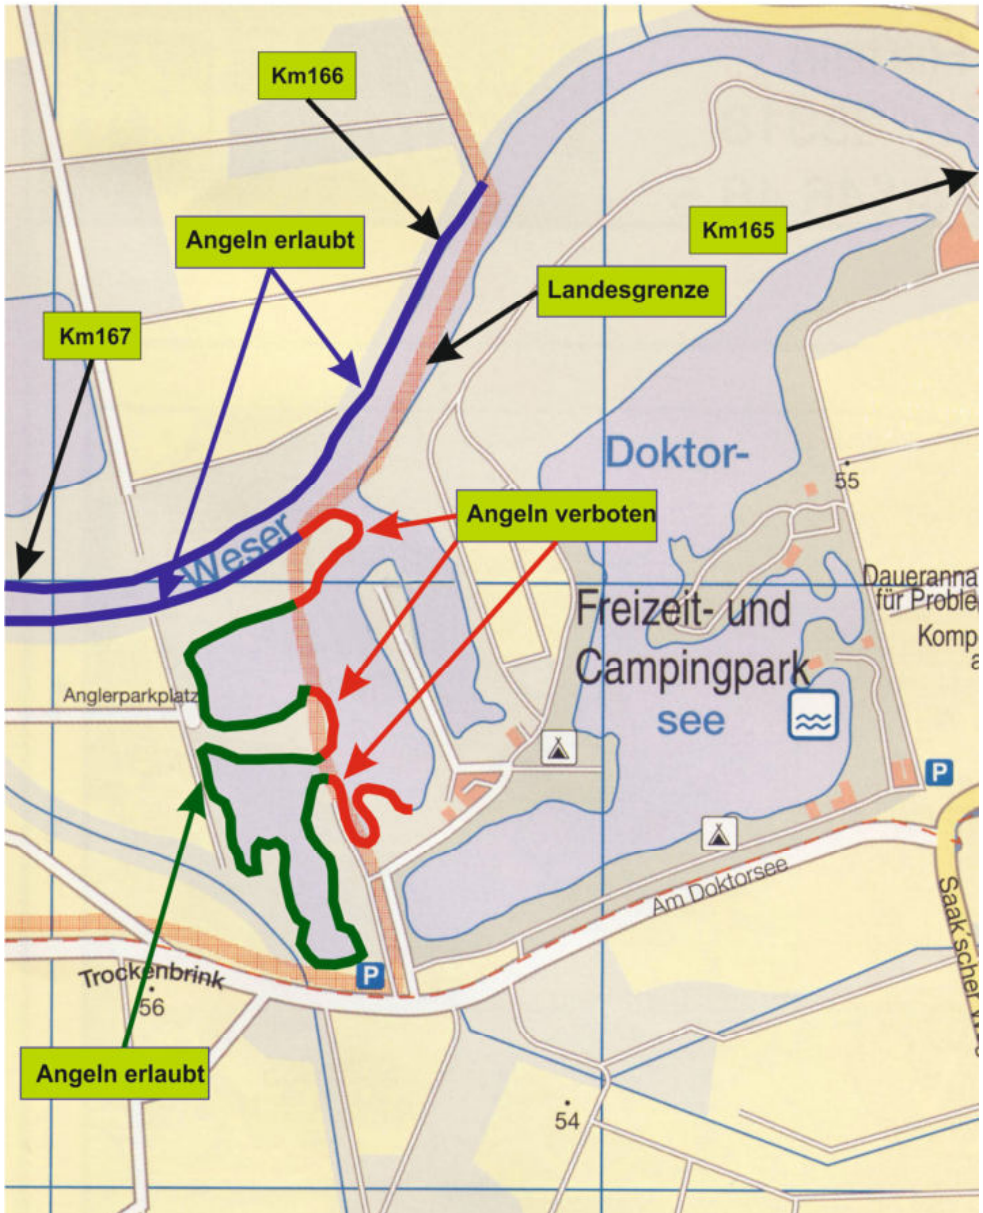 Km166
Angeln erlaubt
Km165
Landesgrenze
Km167
Doktor-
55
Angeln verboten
Weser
Daueranna
für Proble
Freizeit- und
Komp
a
Campingpark
Anglerparkplatz
see
P
Am Doktorsee
Saak'scher
Trockenbrink
P
56
Angeln erlaubt
54